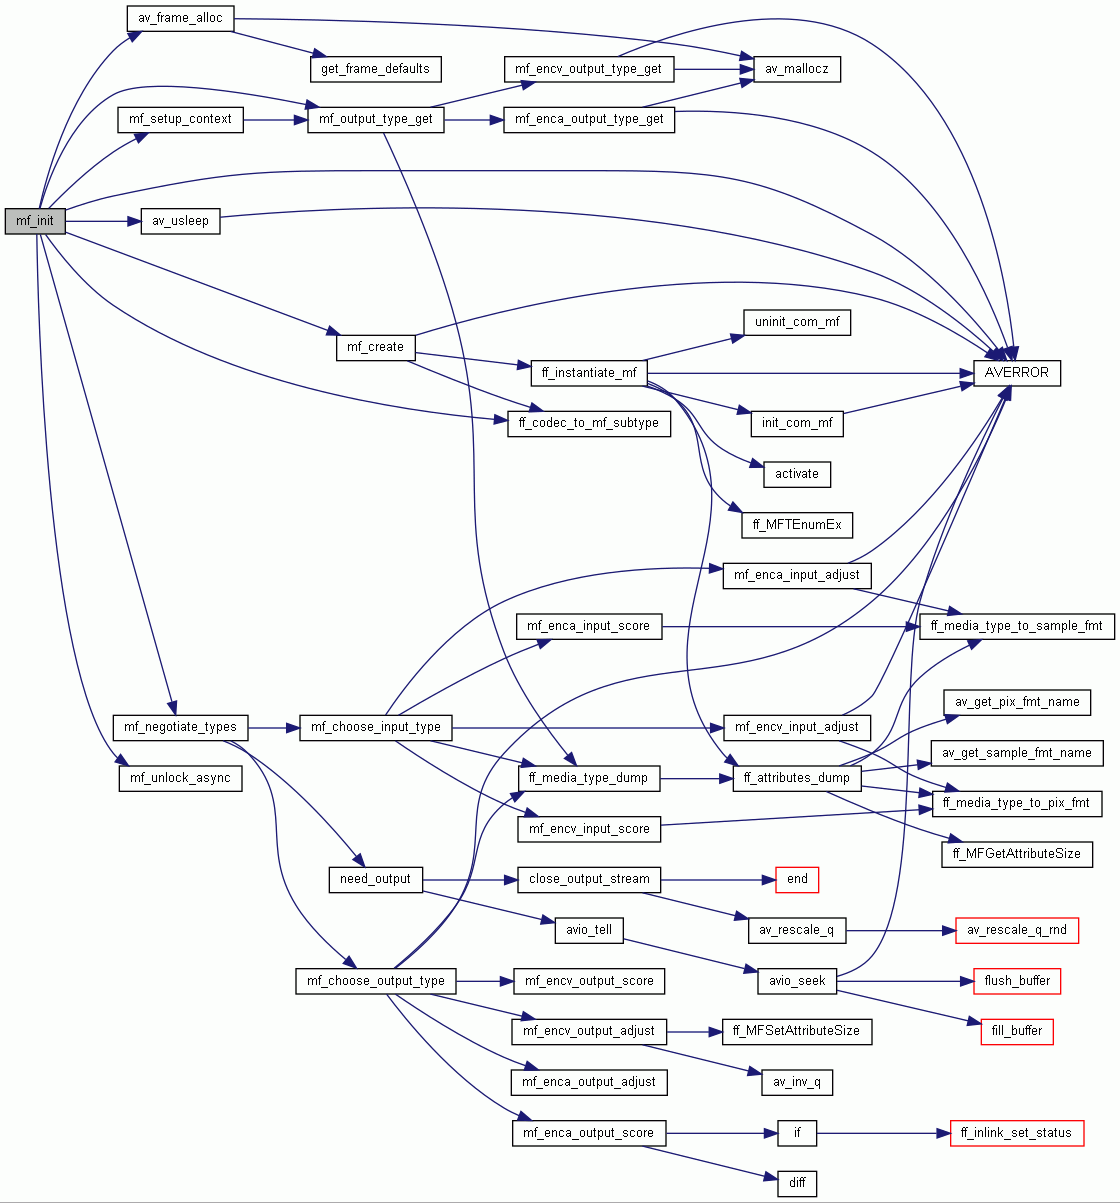 av_frame_alloc
get_frame_defaults
mf_encv_output_type_get
av_mallocz
mf_setup_context
mf_output_type_get
mf_enca_output_type_get
mf_init
av_usleep
uninit_com_mf
mf_create
ff_instantiate_mf
AVERROR
ff_codec_to_mf_subtype
init_com_mf
activate
ff_MFTEnumEx
mf_enca_input_adjust
mf_enca_input_score
ff_media_type_to_sample_fmt
av_get_pix_fmt_name
mf_negotiate_types
mf_choose_input_type
mf_encv_input_adjust
av_get_sample_fmt_name
mf_unlock_async
ff_media_type_dump
ff_attributes_dump
ff_media_type_to_pix_fmt
mf_encv_input_score
ff_MFGetAttributeSize
need_output
close_output_stream
end
avio_tell
av_rescale_q
av_rescale_q_rnd
mf_choose_output_type
mf_encv_output_score
avio_seek
flush_buffer
mf_encv_output_adjust
ff_MFSetAttributeSize
fill_buffer
mf_enca_output_adjust
av_inv_q
mf_enca_output_score
if
ff_inlink_set_status
diff